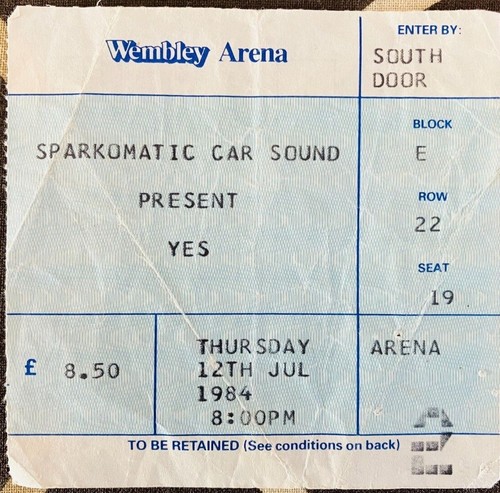 Wembley Arena
ENTER BY:
SOUTH
DOOR
SPARKOMATIC CAR SOUND
PRESENT
YES
BLOCK
E
ROW
22
SEAT
19
£ 8.50
THURSDAY
12TH JUL
1984
8:00PM
ARENA
TO BE RETAINED (See conditions on back)